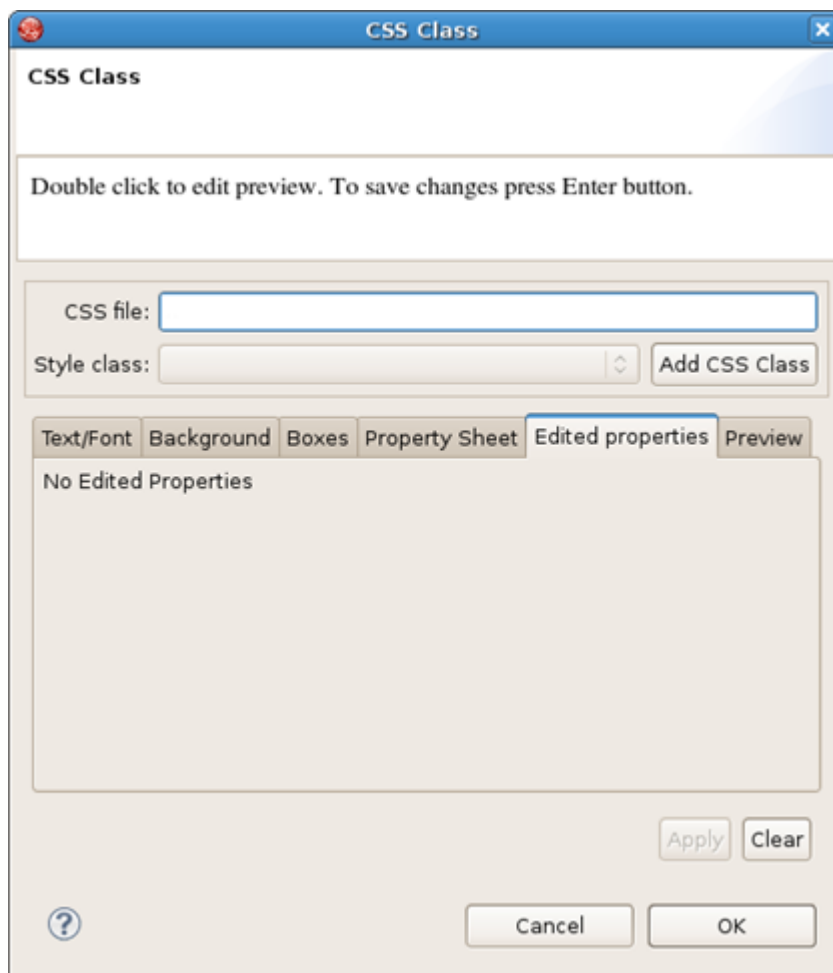 CSS Class
CSS Class
Double click to edit preview. To save changes press Enter button.
CSS file:
Style class: Add CSS Class
Text/Font Background Boxes Property Sheet Edited properties Preview
No Edited Properties
Apply Clear
? Cancel OK